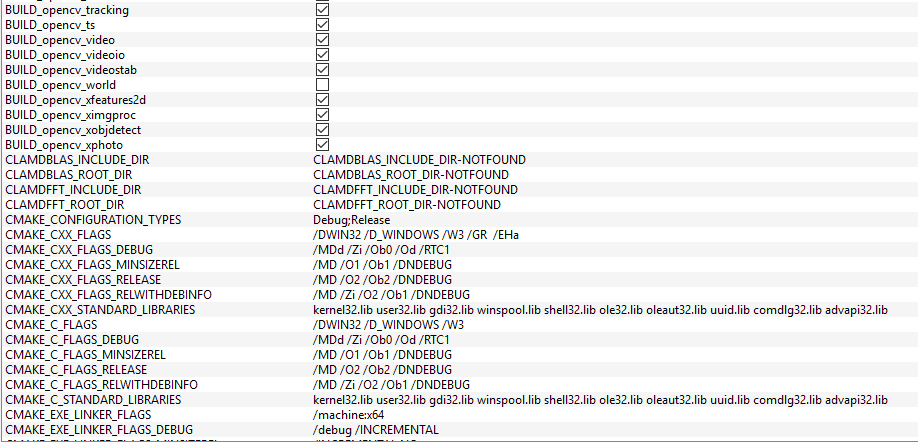 BUILD_opencv_tracking
BUILD_opencv_ts
BUILD_opencv_video
BUILD_opencv_videoio
BUILD_opencv_videostab
BUILD_opencv_world
BUILD_opencv_xfeatures2d
BUILD_opencv_ximgproc
BUILD_opencv_xobjdetect
BUILD_opencv_xphoto
CLAMDBLAS_INCLUDE_DIR CLAMDBLAS_INCLUDE_DIR-NOTFOUND
CLAMDBLAS_ROOT_DIR CLAMDBLAS_ROOT_DIR-NOTFOUND
CLAMDFFT_INCLUDE_DIR CLAMDFFT_INCLUDE_DIR-NOTFOUND
CLAMDFFT_ROOT_DIR CLAMDFFT_ROOT_DIR-NOTFOUND
CMAKE_CONFIGURATION_TYPES Debug;Release
CMAKE_CXX_FLAGS /DWIN32 /D_WINDOWS /W3 /GR /EHa
CMAKE_CXX_FLAGS_DEBUG /MDd /Zi /Ob0 /Od /RTC1
CMAKE_CXX_FLAGS_MINSIZEREL /MD /O1 /Ob1 /DNDEBUG
CMAKE_CXX_FLAGS_RELEASE /MD /O2 /Ob2 /DNDEBUG
CMAKE_CXX_FLAGS_RELWITHDEBINFO /MD /Zi /O2 /Ob1 /DNDEBUG
CMAKE_CXX_STANDARD_LIBRARIES kernel32.lib user32.lib gdi32.lib winspool.lib shell32.lib ole32.lib oleaut32.lib uuid.lib comdlg32.lib advapi32.lib
CMAKE_C_FLAGS /DWIN32 /D_WINDOWS /W3
CMAKE_C_FLAGS_DEBUG /MDd /Zi /Ob0 /Od /RTC1
CMAKE_C_FLAGS_MINSIZEREL /MD /O1 /Ob1 /DNDEBUG
CMAKE_C_FLAGS_RELEASE /MD /O2 /Ob2 /DNDEBUG
CMAKE_C_FLAGS_RELWITHDEBINFO /MD /Zi /O2 /Ob1 /DNDEBUG
CMAKE_C_STANDARD_LIBRARIES kernel32.lib user32.lib gdi32.lib winspool.lib shell32.lib ole32.lib oleaut32.lib uuid.lib comdlg32.lib advapi32.lib
CMAKE_EXE_LINKER_FLAGS /machine:x64
CMAKE_EXE_LINKER_FLAGS_DEBUG /debug /INCREMENTAL